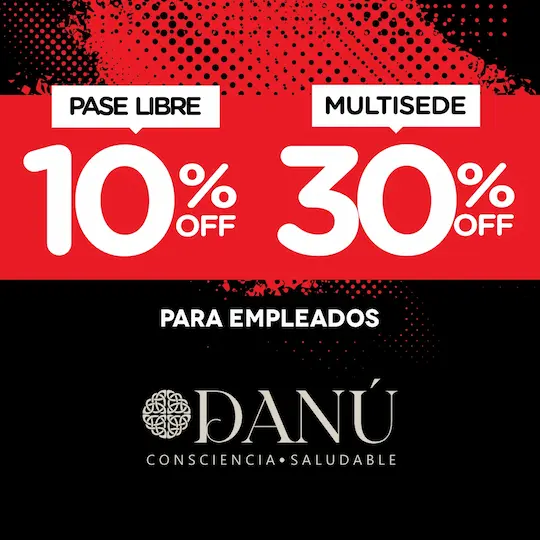 PASE LIBRE
10% OFF
MULTISEDE
30% OFF
PARA EMPLEADOS
DANÚ
CONSCIENCIA • SALUDABLE